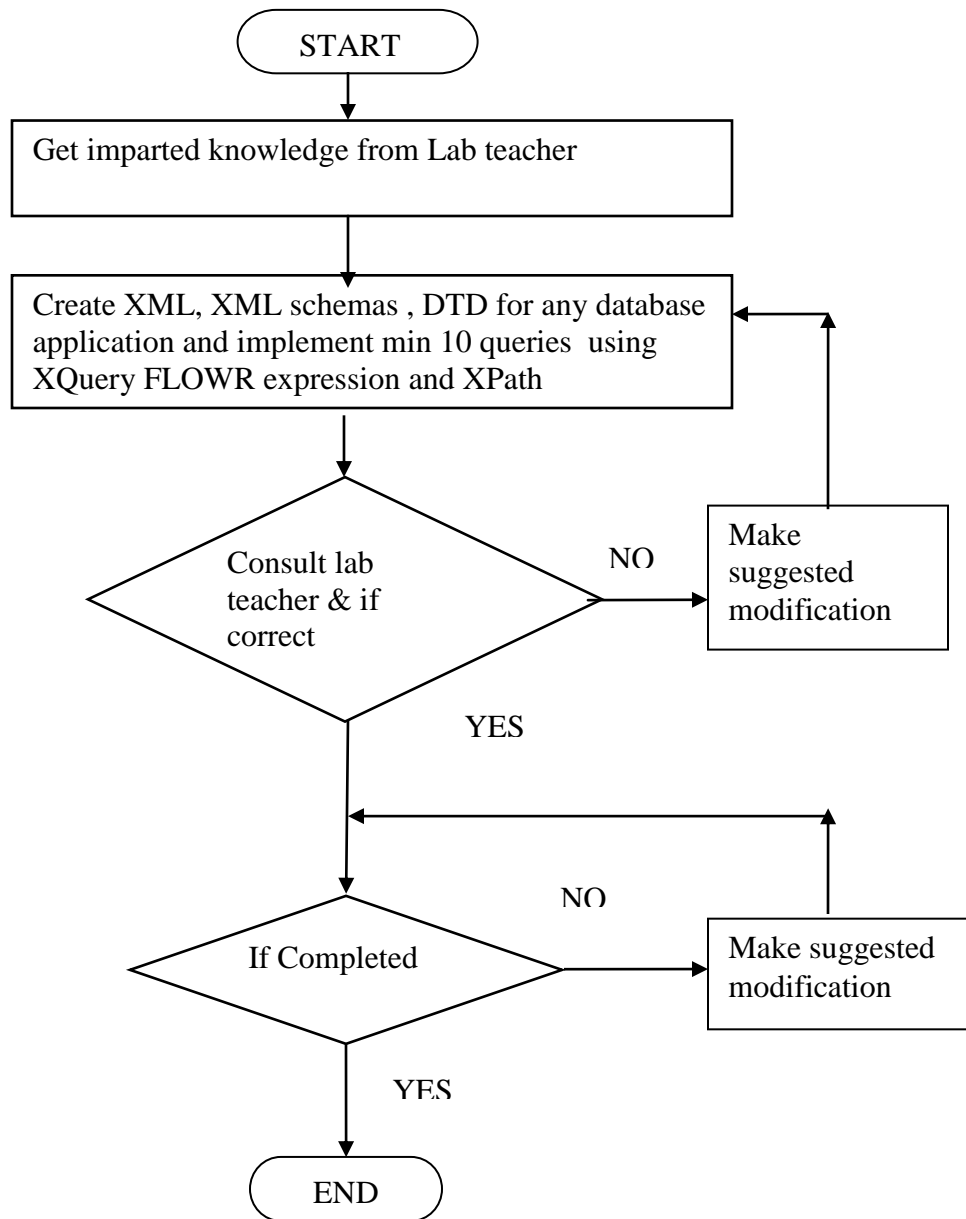 START
Get imparted knowledge from Lab teacher
Create XML, XML schemas , DTD for any database
application and implement min 10 queries  using
XQuery FLOWR expression and XPath
Consult lab
teacher & if
correct
NO
Make
suggested
modification
YES
NO
If Completed
Make suggested
modification
YES
END